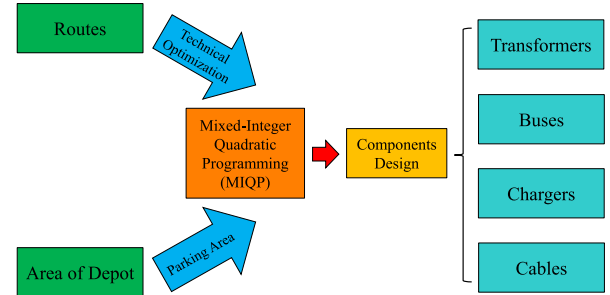 Routes
Technical
Optimization
Transformers
Mixed-Integer
Quadratic
Programming
(MIQP)
Components
Design
Buses
Chargers
Area of Depot
Parking Area
Cables